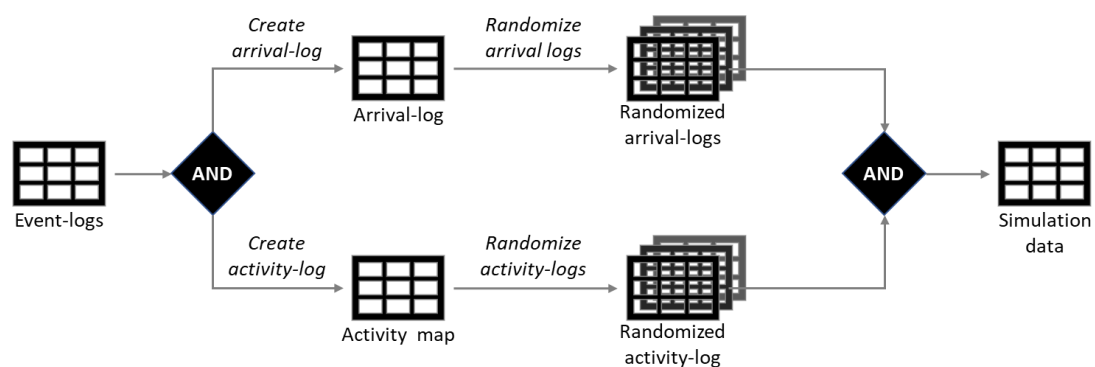 Create
arrival-log
Randomize
arrival logs
Arrival-log
Randomized
arrival-logs
AND
AND
Event-logs
Simulation
data
Create
activity-log
Randomize
activity-logs
Activity map
Randomized
activity-log